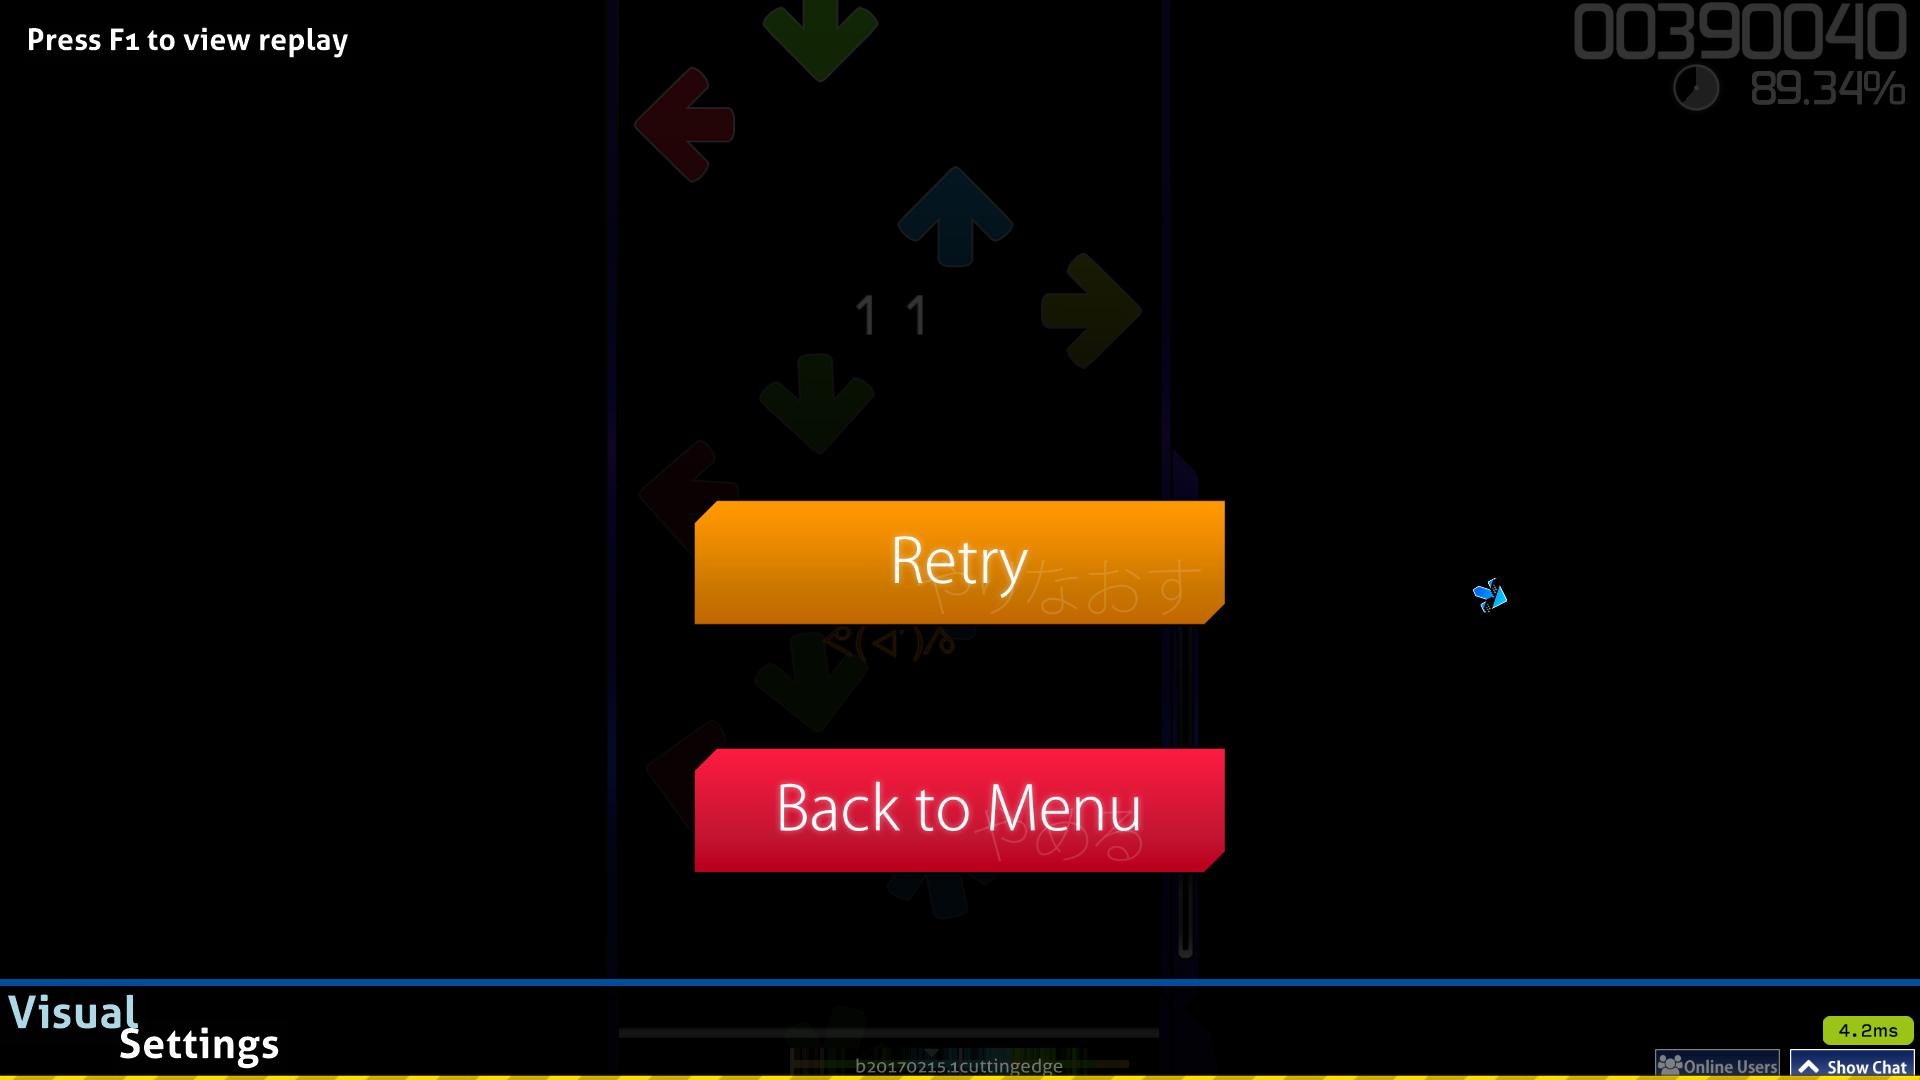 Press F1 to view replay
00390040
89.34%
1 1
Retry
やりなおす
Back to Menu
やめる
Visual
Settings
4.2ms
b20170215.1cuttingedge
Online Users
Show Chat